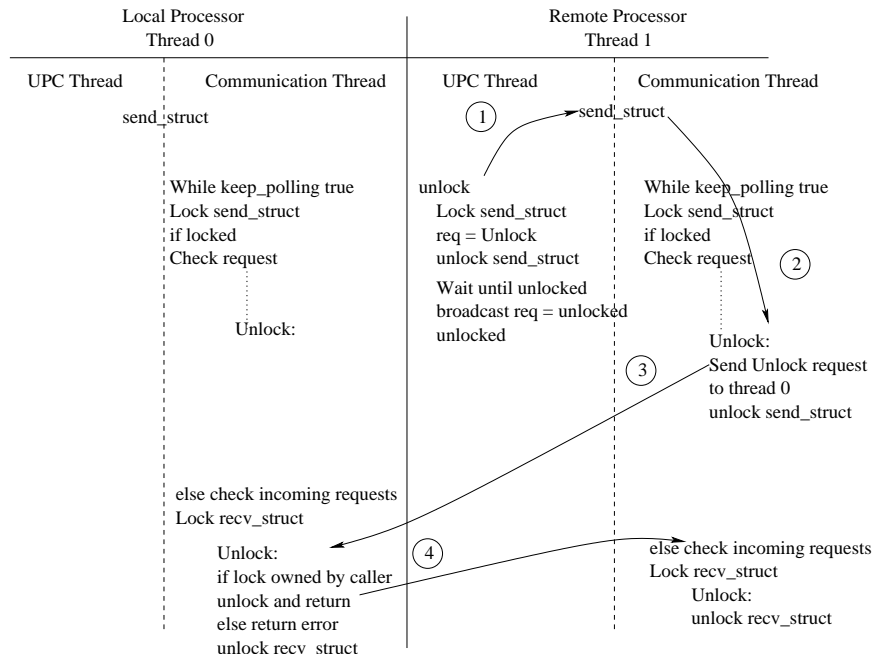 Local Processor
Thread 0
Remote Processor
Thread 1
UPC Thread
Communication Thread
UPC Thread
Communication Thread
send_struct
1
send_struct
While keep_polling true
Lock send_struct
if locked
Check request
Unlock:
unlock
Lock send_struct
req = Unlock
unlock send_struct
Wait until unlocked
broadcast req = unlocked
unlocked
While keep_polling true
Lock send_struct
if locked
Check request
2
Unlock:
Send Unlock request
to thread 0
unlock send_struct
3
else check incoming requests
Lock recv_struct
Unlock:
if lock owned by caller
unlock and return
else return error
unlock recv_struct
4
else check incoming requests
Lock recv_struct
Unlock:
unlock recv_struct